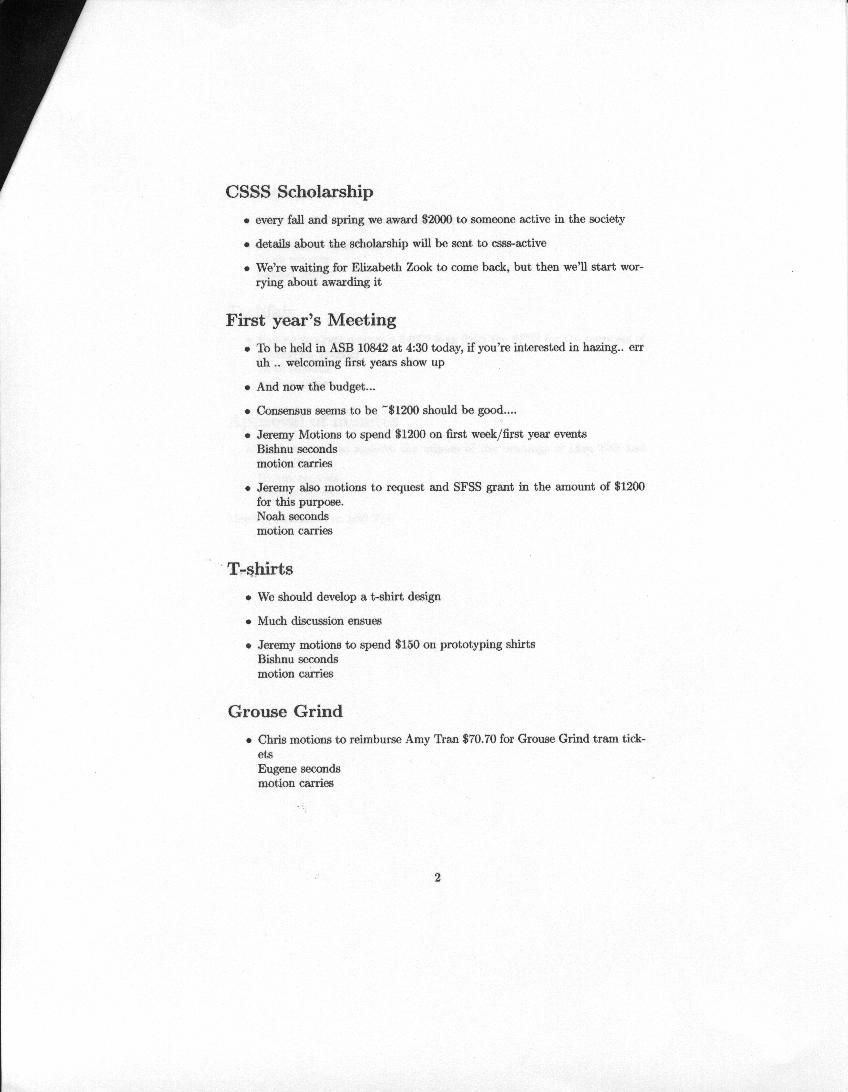 CSSS Scholarship
• every fall and spring we award $2000 to someone active in the society
• details about the scholarship will be sent to csss-active
• We're waiting for Elizabeth Zook to come back, but then we'll start wor-
rying about awarding it
First year's Meeting
• To be held in ASB 10842 at 4:30 today, if you're interested in hazing.. err
uh .. welcoming first years show up
• And now the budget...
• Consensus seems to be ~$1200 should be good....
• Jeremy Motions to spend $1200 on first week/first year events
Bishnu seconds
motion carries
• Jeremy also motions to request and SFSS grant in the amount of $1200
for this purpose.
Noah seconds
motion carries
T-shirts
• We should develop a t-shirt design
• Much discussion ensues
• Jeremy motions to spend $150 on prototyping shirts
Bishnu seconds
motion carries
Grouse Grind
• Chris motions to reimburse Amy Tran $70.70 for Grouse Grind tram tick-
ets
Eugene seconds
motion carries
2